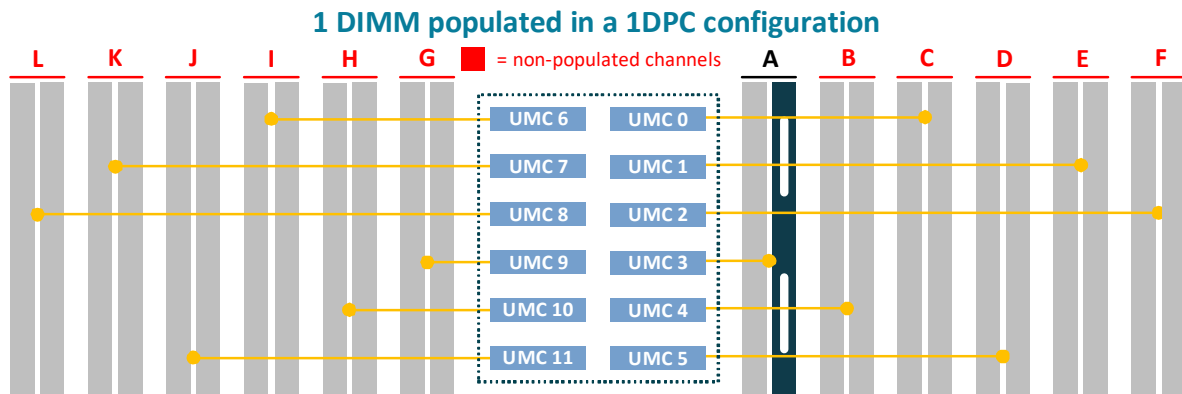 1 DIMM populated in a 1DPC configuration
L K J I H G = non-populated channels A B C D E F
UMC 6 UMC 0
UMC 7 UMC 1
UMC 8 UMC 2
UMC 9 UMC 3
UMC 10 UMC 4
UMC 11 UMC 5